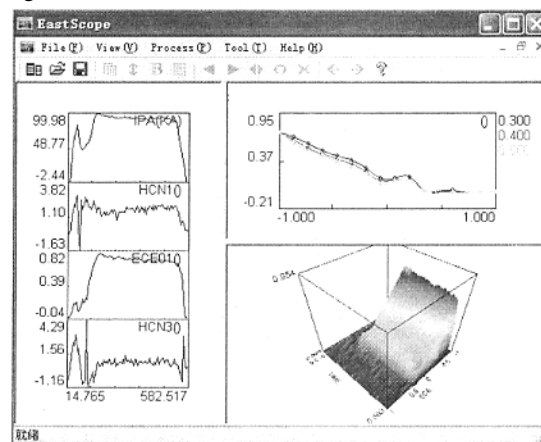 EastScope
File(F) View(V) Process(P) Tool(T) Help(H)
99.98
IPA(KA)
48.77
-2.44
3.82
HCN1()
1.10
-1.63
0.82
ECE01()
0.39
-0.04
4.29
HCN3()
1.56
-1.16
14.765 582.517
0.95
() 0.300
0.400
0.37
-0.21
-1.000 1.000
0.954
就绪